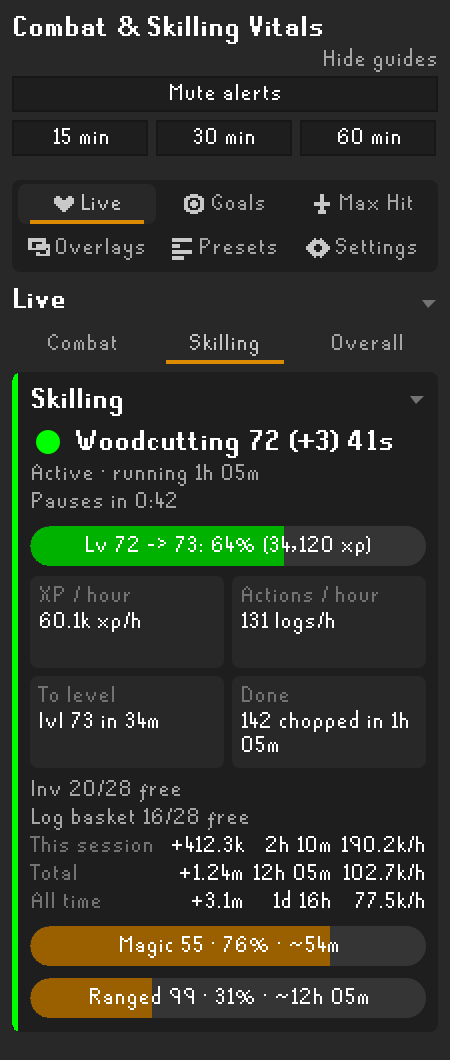 Combat & Skilling Vitals
Hide guides
Mute alerts
15 min 30 min 60 min
Live Goals Max Hit
Overlays Presets Settings
Live
Combat Skilling Overall
Skilling
Woodcutting 72 (+3) 41s
Active · running 1h 05m
Pauses in 0:42
Lv 72 -> 73: 64% (34,120 xp)
XP / hour Actions / hour
60.1k xp/h 131 logs/h
To level Done
lvl 73 in 34m 142 chopped in 1h
05m
Inv 20/28 free
Log basket 16/28 free
This session +412.3k 2h 10m 190.2k/h
Total +1.24m 12h 05m 102.7k/h
All time +3.1m 1d 16h 77.5k/h
Magic 55 · 76% · ~54m
Ranged 99 · 31% · ~12h 05m